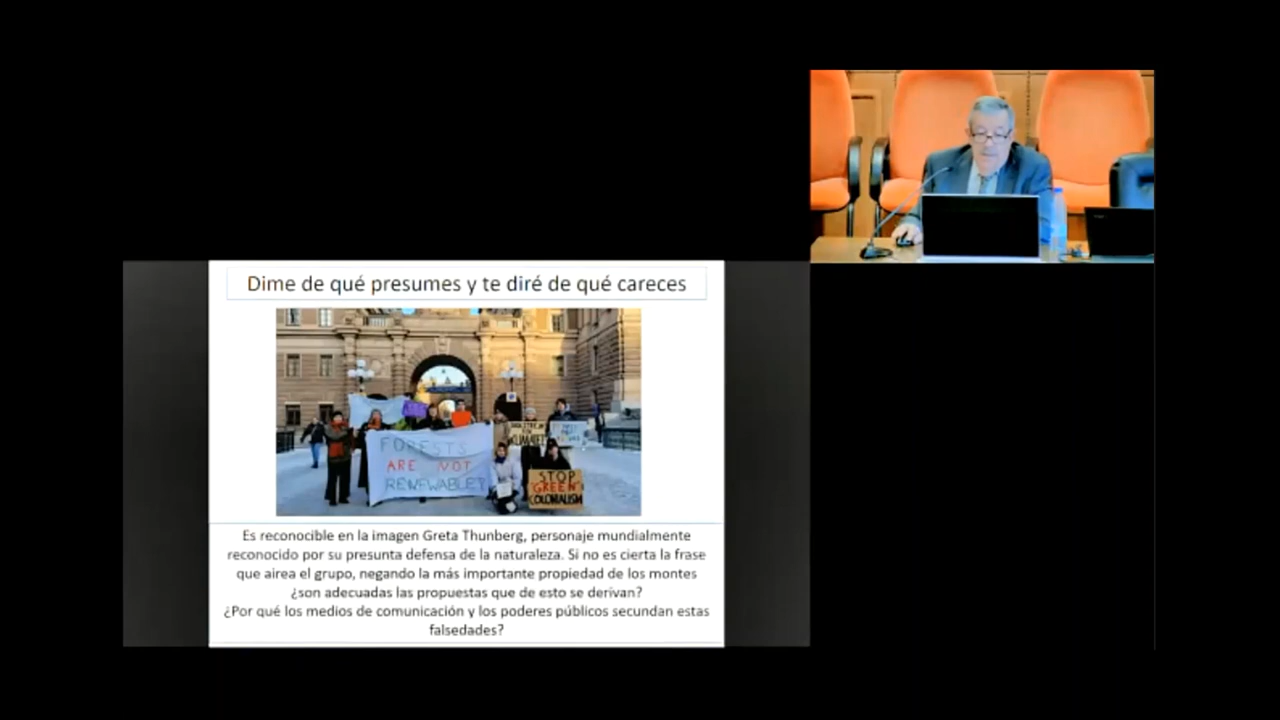 Dime de qué presumes y te diré de qué careces
FORESTS
ARE NOT
RENEWABLE?
CLIMATE?
STOP
"GREEN"
COLONIALISM
Es reconocible en la imagen Greta Thunberg, personaje mundialmente
reconocido por su presunta defensa de la naturaleza. Si no es cierta la frase
que airea el grupo, negando la más importante propiedad de los montes
¿son adecuadas las propuestas que de esto se derivan?
¿Por qué los medios de comunicación y los poderes públicos secundan estas
falsedades?